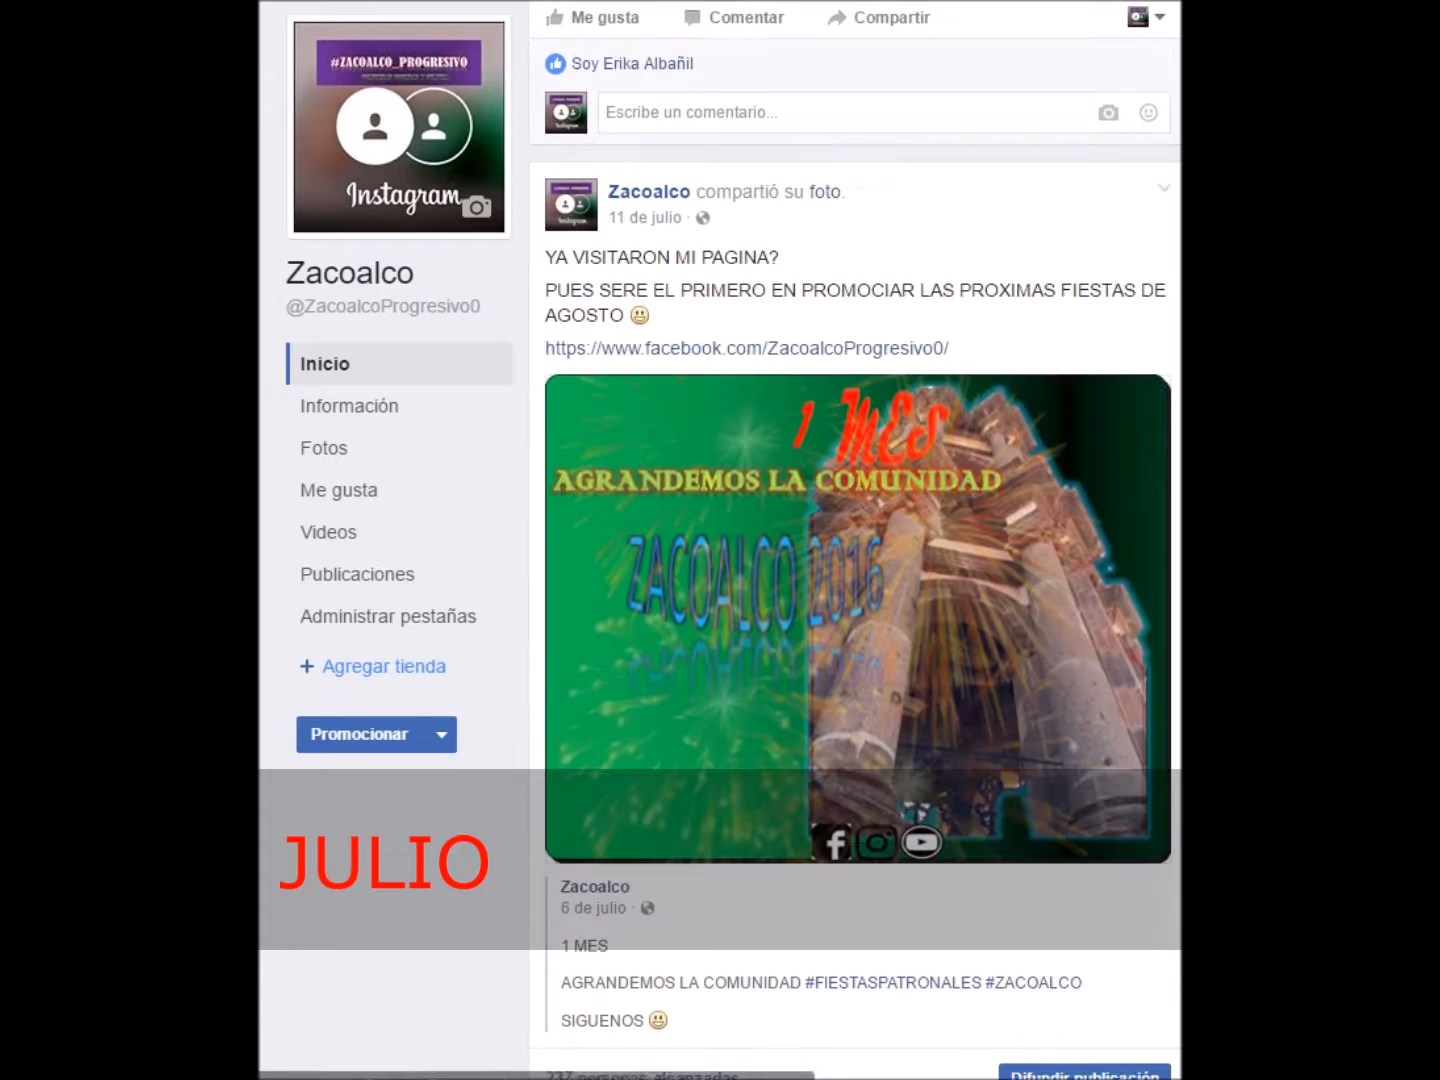 #ZACOALCO_PROGRESIVO
Instagram
Zacoalco
@ZacoalcoProgresivo0
Inicio
Información
Fotos
Me gusta
Videos
Publicaciones
Administrar pestañas
+ Agregar tienda
Promocionar
JULIO
Me gusta Comentar Compartir
Soy Erika Albañil
Escribe un comentario...
Zacoalco compartió su foto.
11 de julio ·
YA VISITARON MI PAGINA?
PUES SERE EL PRIMERO EN PROMOCIAR LAS PROXIMAS FIESTAS DE
AGOSTO 😃
https://www.facebook.com/ZacoalcoProgresivo0/
1 MES
AGRANDEMOS LA COMUNIDAD
ZACOALCO 2016
Zacoalco
6 de julio ·
1 MES
AGRANDEMOS LA COMUNIDAD #FIESTASPATRONALES #ZACOALCO
SIGUENOS 😃
237 personas alcanzadas
Difundir publicación